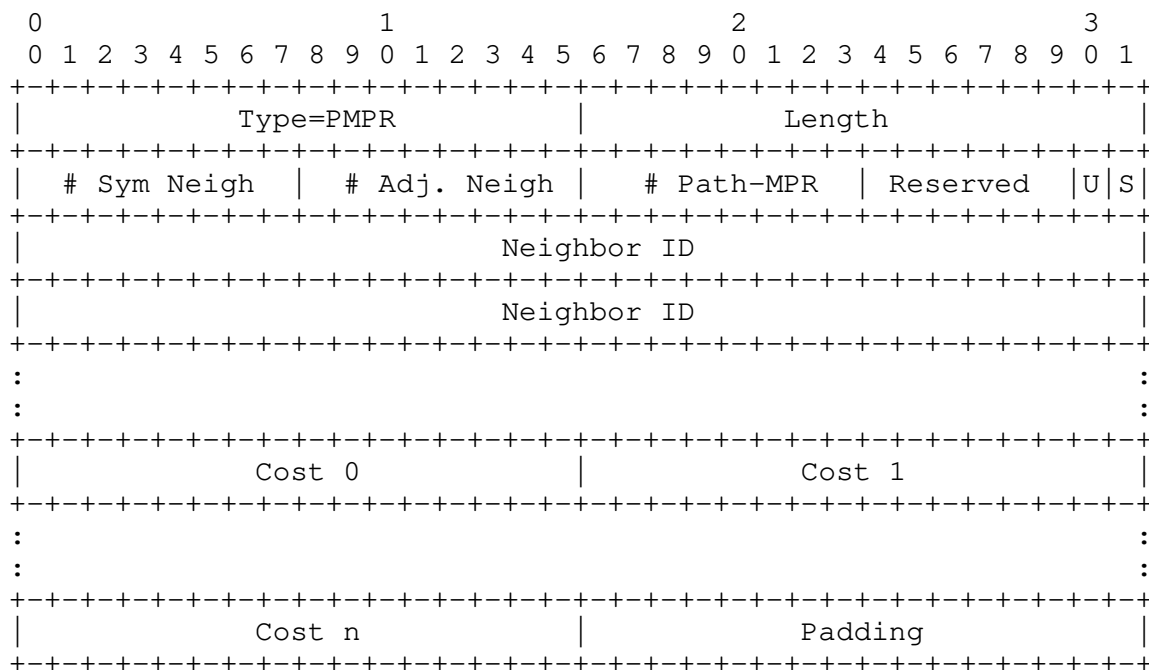 0                   1                   2                   3
 0 1 2 3 4 5 6 7 8 9 0 1 2 3 4 5 6 7 8 9 0 1 2 3 4 5 6 7 8 9 0 1
+-+-+-+-+-+-+-+-+-+-+-+-+-+-+-+-+-+-+-+-+-+-+-+-+-+-+-+-+-+-+-+-+
|            Type=PMPR          |           Length              |
+-+-+-+-+-+-+-+-+-+-+-+-+-+-+-+-+-+-+-+-+-+-+-+-+-+-+-+-+-+-+-+-+
|  # Sym Neigh  |  # Adj. Neigh |   # Path-MPR  | Reserved  |U|S|
+-+-+-+-+-+-+-+-+-+-+-+-+-+-+-+-+-+-+-+-+-+-+-+-+-+-+-+-+-+-+-+-+
|                           Neighbor ID                         |
+-+-+-+-+-+-+-+-+-+-+-+-+-+-+-+-+-+-+-+-+-+-+-+-+-+-+-+-+-+-+-+-+
|                           Neighbor ID                         |
+-+-+-+-+-+-+-+-+-+-+-+-+-+-+-+-+-+-+-+-+-+-+-+-+-+-+-+-+-+-+-+-+
:                                                               :
:                                                               :
+-+-+-+-+-+-+-+-+-+-+-+-+-+-+-+-+-+-+-+-+-+-+-+-+-+-+-+-+-+-+-+-+
|             Cost 0            |            Cost 1             |
+-+-+-+-+-+-+-+-+-+-+-+-+-+-+-+-+-+-+-+-+-+-+-+-+-+-+-+-+-+-+-+-+
:                                                               :
:                                                               :
+-+-+-+-+-+-+-+-+-+-+-+-+-+-+-+-+-+-+-+-+-+-+-+-+-+-+-+-+-+-+-+-+
|             Cost n            |            Padding            |
+-+-+-+-+-+-+-+-+-+-+-+-+-+-+-+-+-+-+-+-+-+-+-+-+-+-+-+-+-+-+-+-+